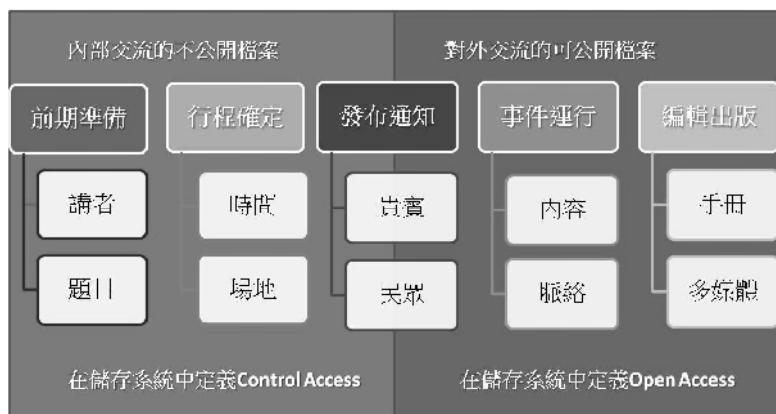 內部交流的不公開檔案
對外交流的可公開檔案
前期準備
行程確定
發布通知
事件運行
編輯出版
講者
時間
貴賓
內容
手冊
題目
場地
民眾
脈絡
多媒體
在儲存系統中定義Control Access
在儲存系統中定義Open Access